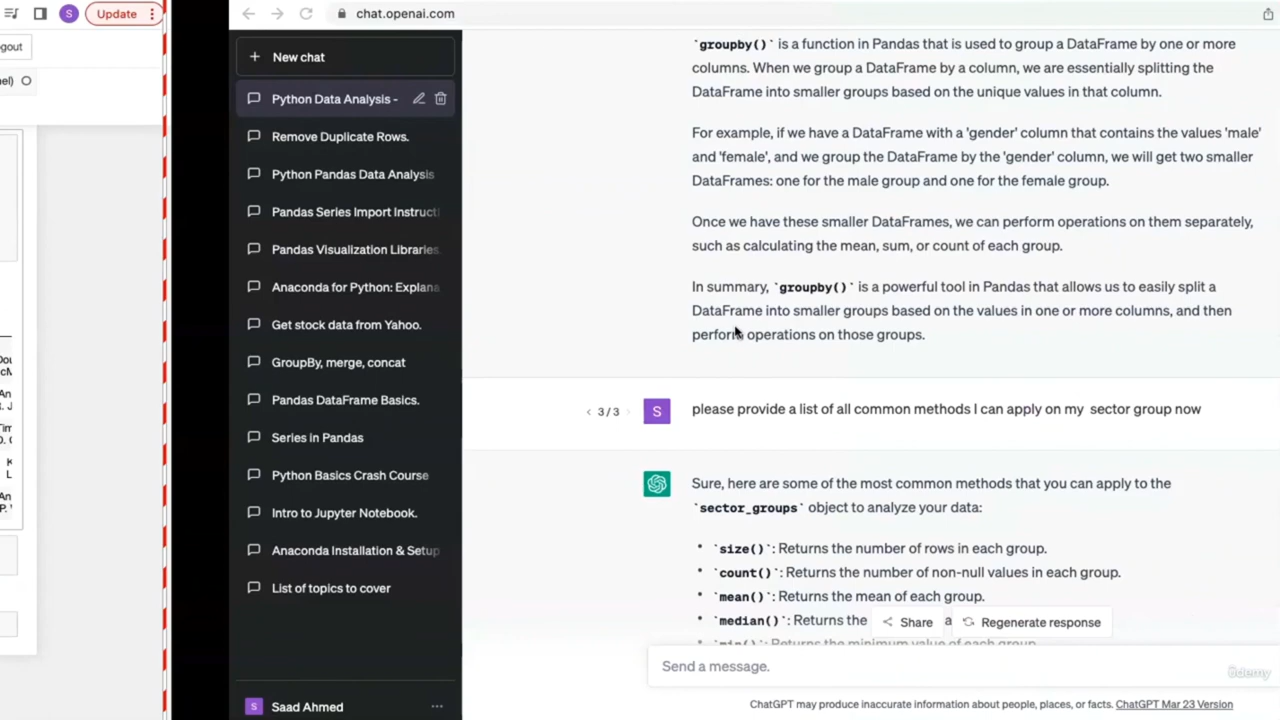 Update
gout
nel)
chat.openai.com
New chat
Python Data Analysis -
Remove Duplicate Rows.
Python Pandas Data Analysis
Pandas Series Import Instructi
Pandas Visualization Libraries.
Anaconda for Python: Explana
Get stock data from Yahoo.
GroupBy, merge, concat
Pandas DataFrame Basics.
Series in Pandas
Python Basics Crash Course
Intro to Jupyter Notebook.
Anaconda Installation & Setup
List of topics to cover
S
Saad Ahmed
`groupby()` is a function in Pandas that is used to group a DataFrame by one or more
columns. When we group a DataFrame by a column, we are essentially splitting the
DataFrame into smaller groups based on the unique values in that column.
For example, if we have a DataFrame with a 'gender' column that contains the values 'male'
and 'female', and we group the DataFrame by the 'gender' column, we will get two smaller
DataFrames: one for the male group and one for the female group.
Once we have these smaller DataFrames, we can perform operations on them separately,
such as calculating the mean, sum, or count of each group.
In summary, `groupby()` is a powerful tool in Pandas that allows us to easily split a
DataFrame into smaller groups based on the values in one or more columns, and then
perform operations on those groups.
< 3/3 >
S
please provide a list of all common methods I can apply on my sector group now
Sure, here are some of the most common methods that you can apply to the
`sector_groups` object to analyze your data:
• `size()`: Returns the number of rows in each group.
• `count()`: Returns the number of non-null values in each group.
• `mean()`: Returns the mean of each group.
• `median()`: Returns the
Share
Regenerate response
• `min()`: Returns the minimum value of each group.
Send a message.
ûdemy
ChatGPT may produce inaccurate information about people, places, or facts. ChatGPT Mar 23 Version